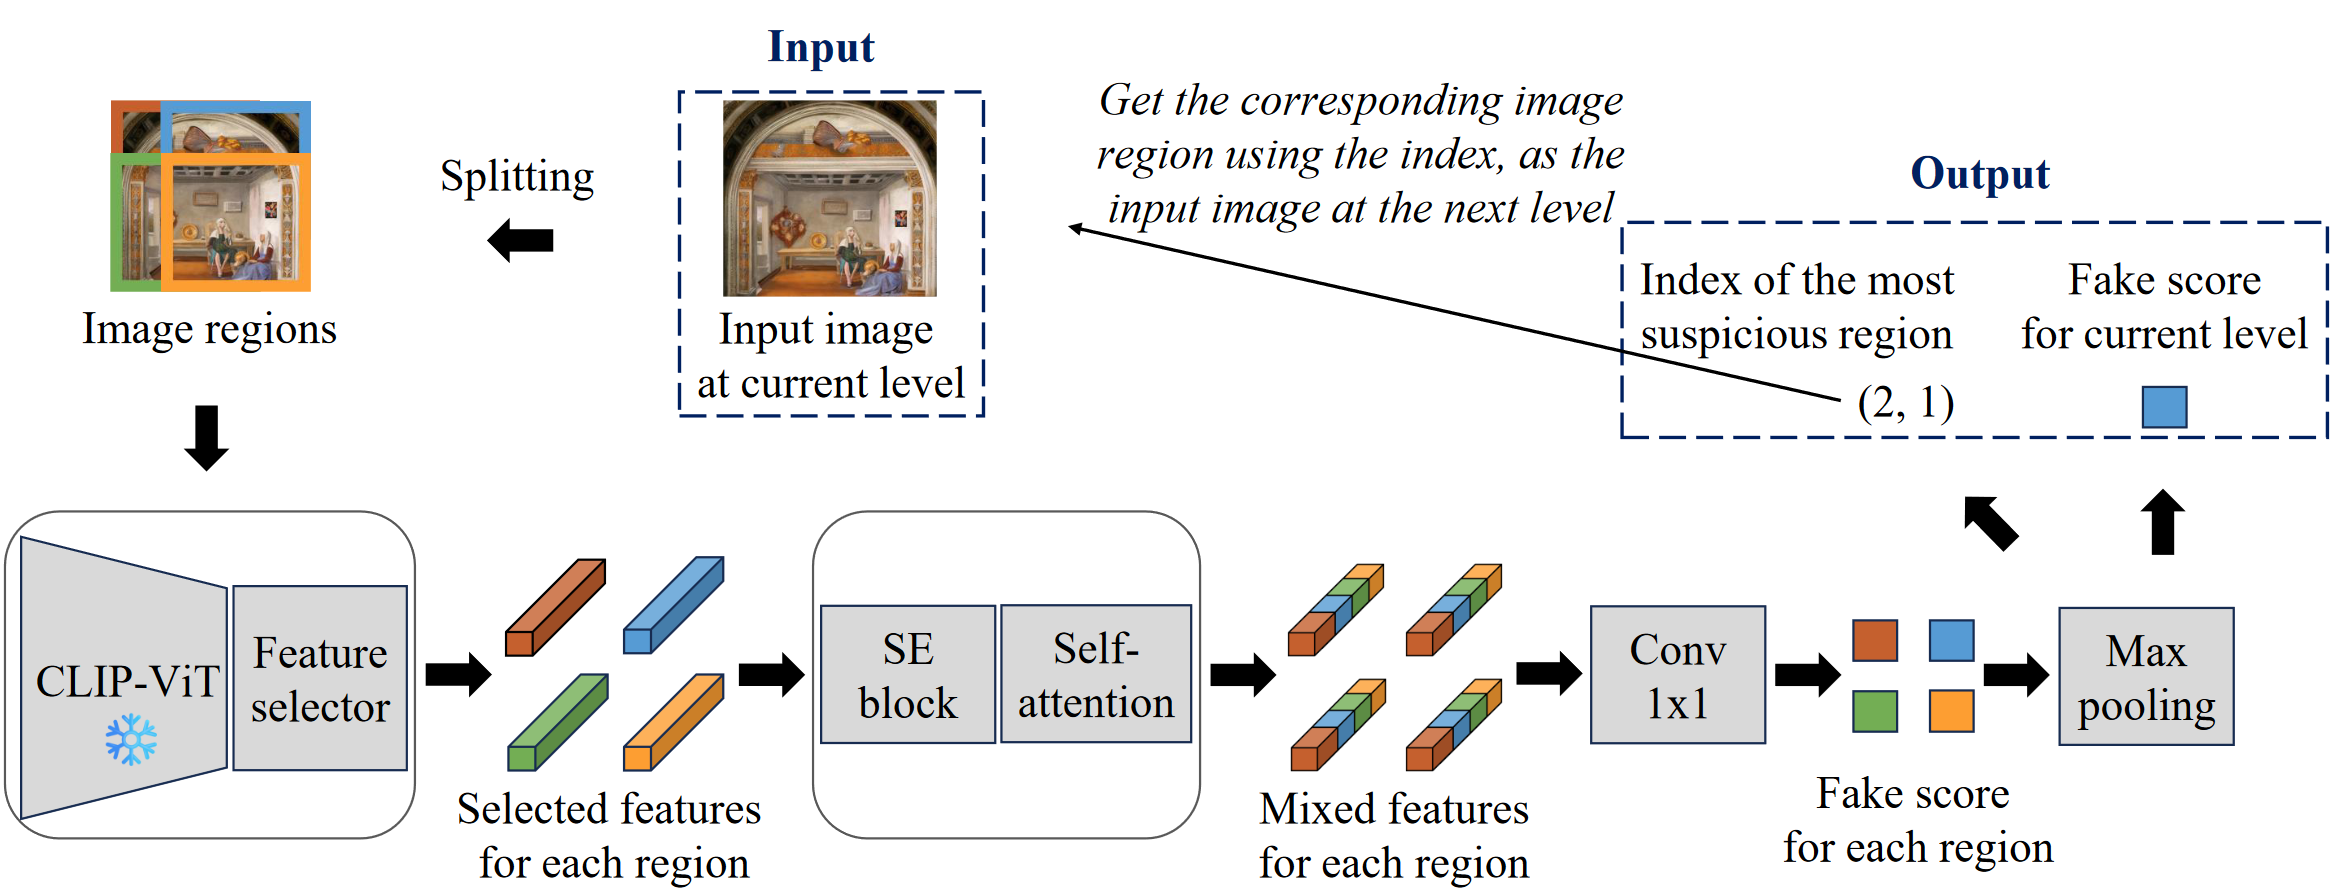 Input
Get the corresponding image
region using the index, as the
input image at the next level
Splitting
Output
Image regions
Input image
at current level
Index of the most
suspicious region
(2, 1)
Fake score
for current level
CLIP-ViT
Feature
selector
Selected features
for each region
SE
block
Self-
attention
Mixed features
for each region
Conv
1x1
Fake score
for each region
Max
pooling